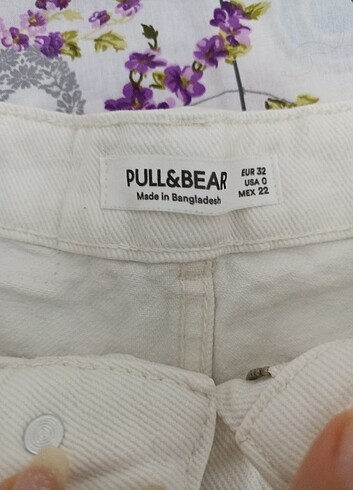 PULL&BEAR
Made in Bangladesh
EUR 32
USA 0
MEX 22